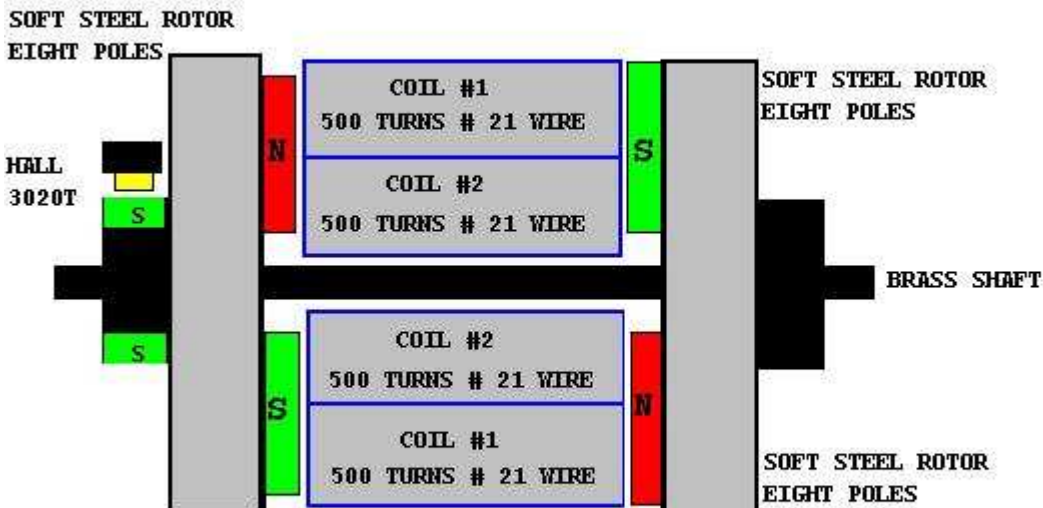 SOFT STEEL ROTOR
EIGHT POLES
COIL #1
500 TURNS # 21 WIRE
COIL #2
500 TURNS # 21 WIRE
N
S
SOFT STEEL ROTOR
EIGHT POLES
HALL
3020T
S
BRASS SHAFT
S
COIL #2
500 TURNS # 21 WIRE
COIL #1
500 TURNS # 21 WIRE
S
N
SOFT STEEL ROTOR
EIGHT POLES